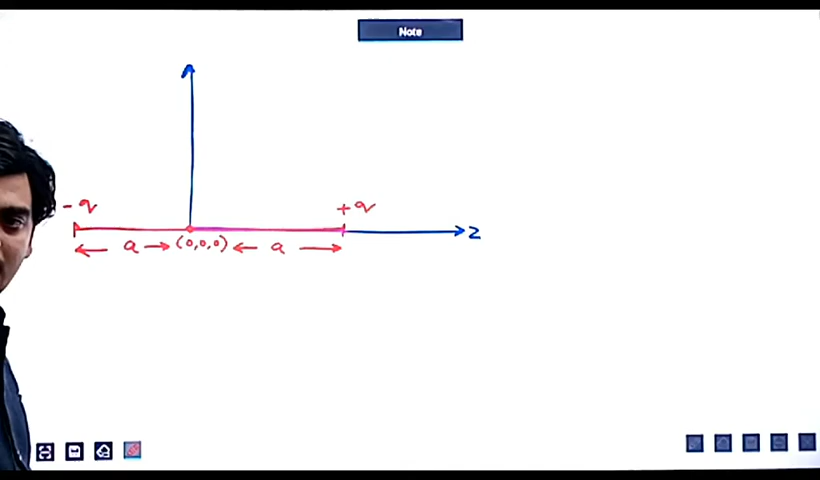 Note
-q
+q
a (0,0,0) a
z